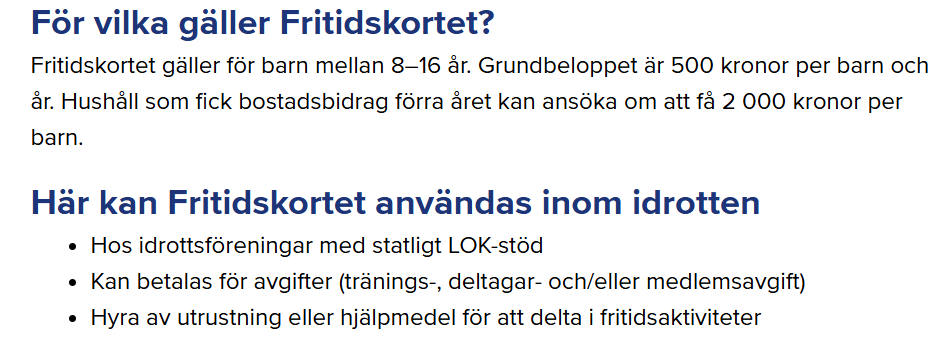 För vilka gäller Fritidskortet?
Fritidskortet gäller för barn mellan 8–16 år. Grundbeloppet är 500 kronor per barn och
år. Hushåll som fick bostadsbidrag förra året kan ansöka om att få 2 000 kronor per
barn.
Här kan Fritidskortet användas inom idrotten
• Hos idrottsföreningar med statligt LOK-stöd
• Kan betalas för avgifter (tränings-, deltagar- och/eller medlemsavgift)
• Hyra av utrustning eller hjälpmedel för att delta i fritidsaktiviteter